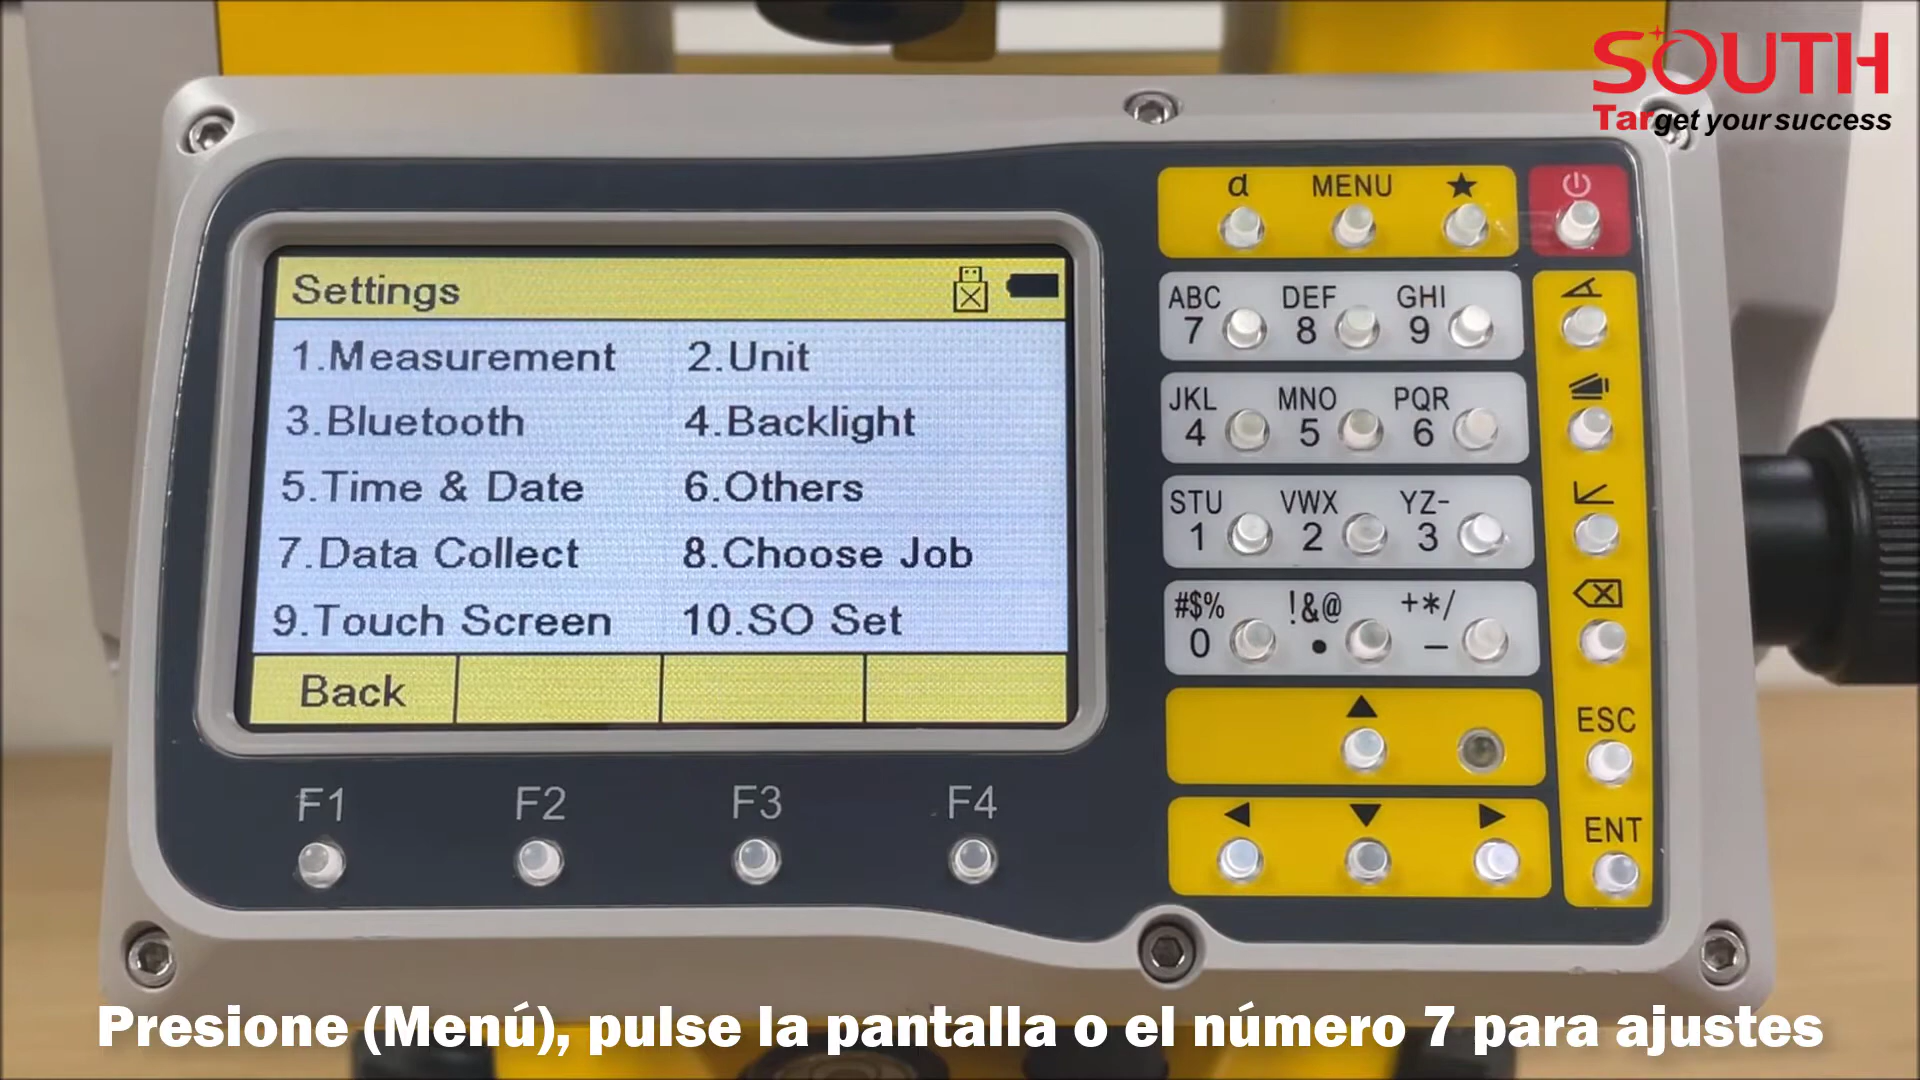 SOUTH
Target your success
α MENU ★
Settings
1.Measurement 2.Unit
3.Bluetooth 4.Backlight
5.Time & Date 6.Others
7.Data Collect 8.Choose Job
9.Touch Screen 10.SO Set
Back
F1 F2 F3 F4
ABC DEF GHI
7 8 9
JKL MNO PQR
4 5 6
STU VWX YZ-
1 2 3
#$% !&@ +*/
0 • –
ESC
ENT
Presione (Menú), pulse la pantalla o el número 7 para ajustes